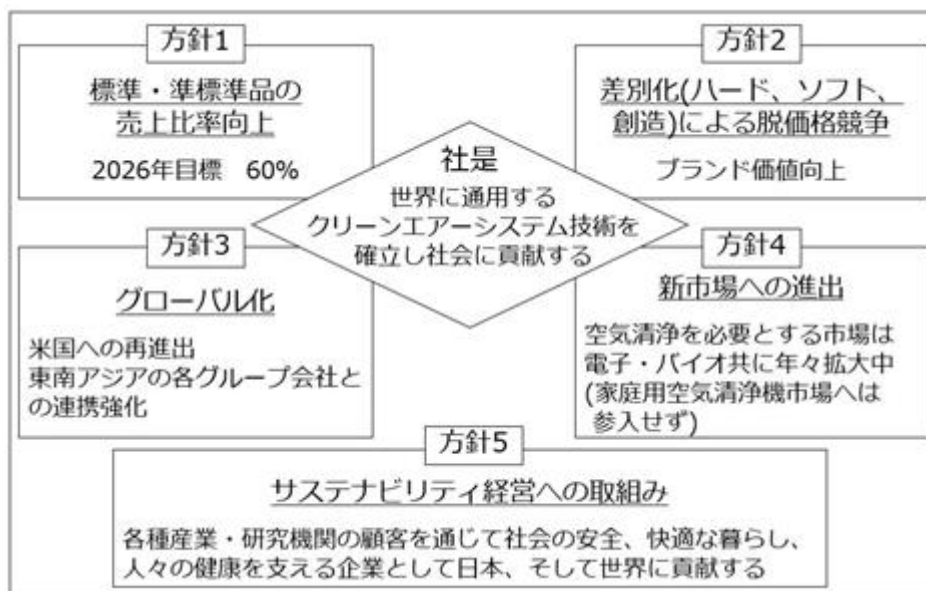 方針1
標準・準標準品の
売上比率向上
2026年目標 60%
方針2
差別化(ハード、ソフト、
創造)による脱価格競争
ブランド価値向上
社是
世界に通用する
クリーンエアーシステム技術を
確立し社会に貢献する
方針3
グローバル化
米国への再進出
東南アジアの各グループ会社と
の連携強化
方針4
新市場への進出
空気清浄を必要とする市場は
電子・バイオ共に年々拡大中
(家庭用空気清浄機市場へは
参入せず)
方針5
サステナビリティ経営への取組み
各種産業・研究機関の顧客を通じて社会の安全、快適な暮らし、
人々の健康を支える企業として日本、そして世界に貢献する